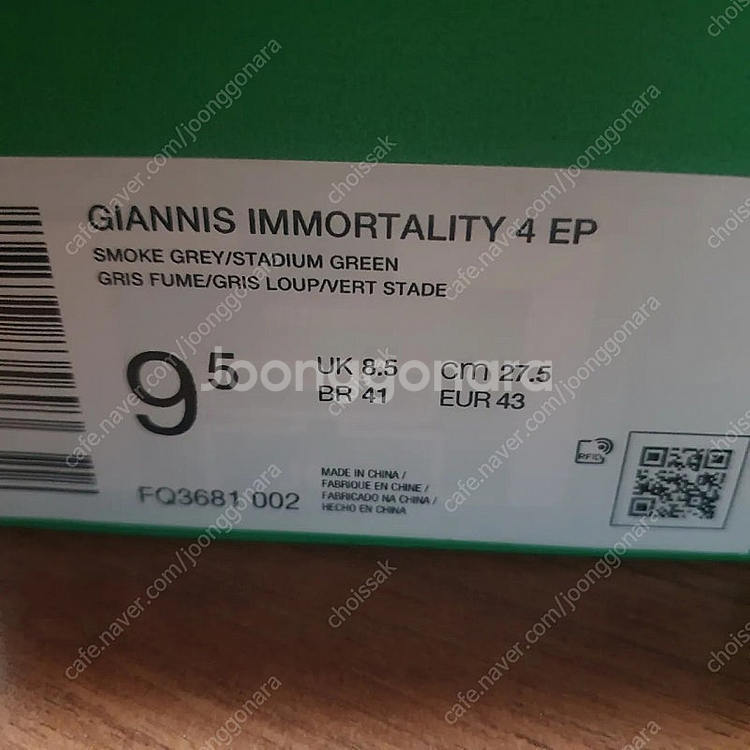 GIANNIS IMMORTALITY 4 EP
SMOKE GREY/STADIUM GREEN
GRIS FUME/GRIS LOUP/VERT STADE
9 5
UK 8.5 cm 27.5
BR 41 EUR 43
Joonggonara
RFID
MADE IN CHINA /
FABRIQUE EN CHINE /
FABRICADO NA CHINA /
HECHO EN CHINA
FQ3681 002
choissak
cafe.naver.com/joonggonara